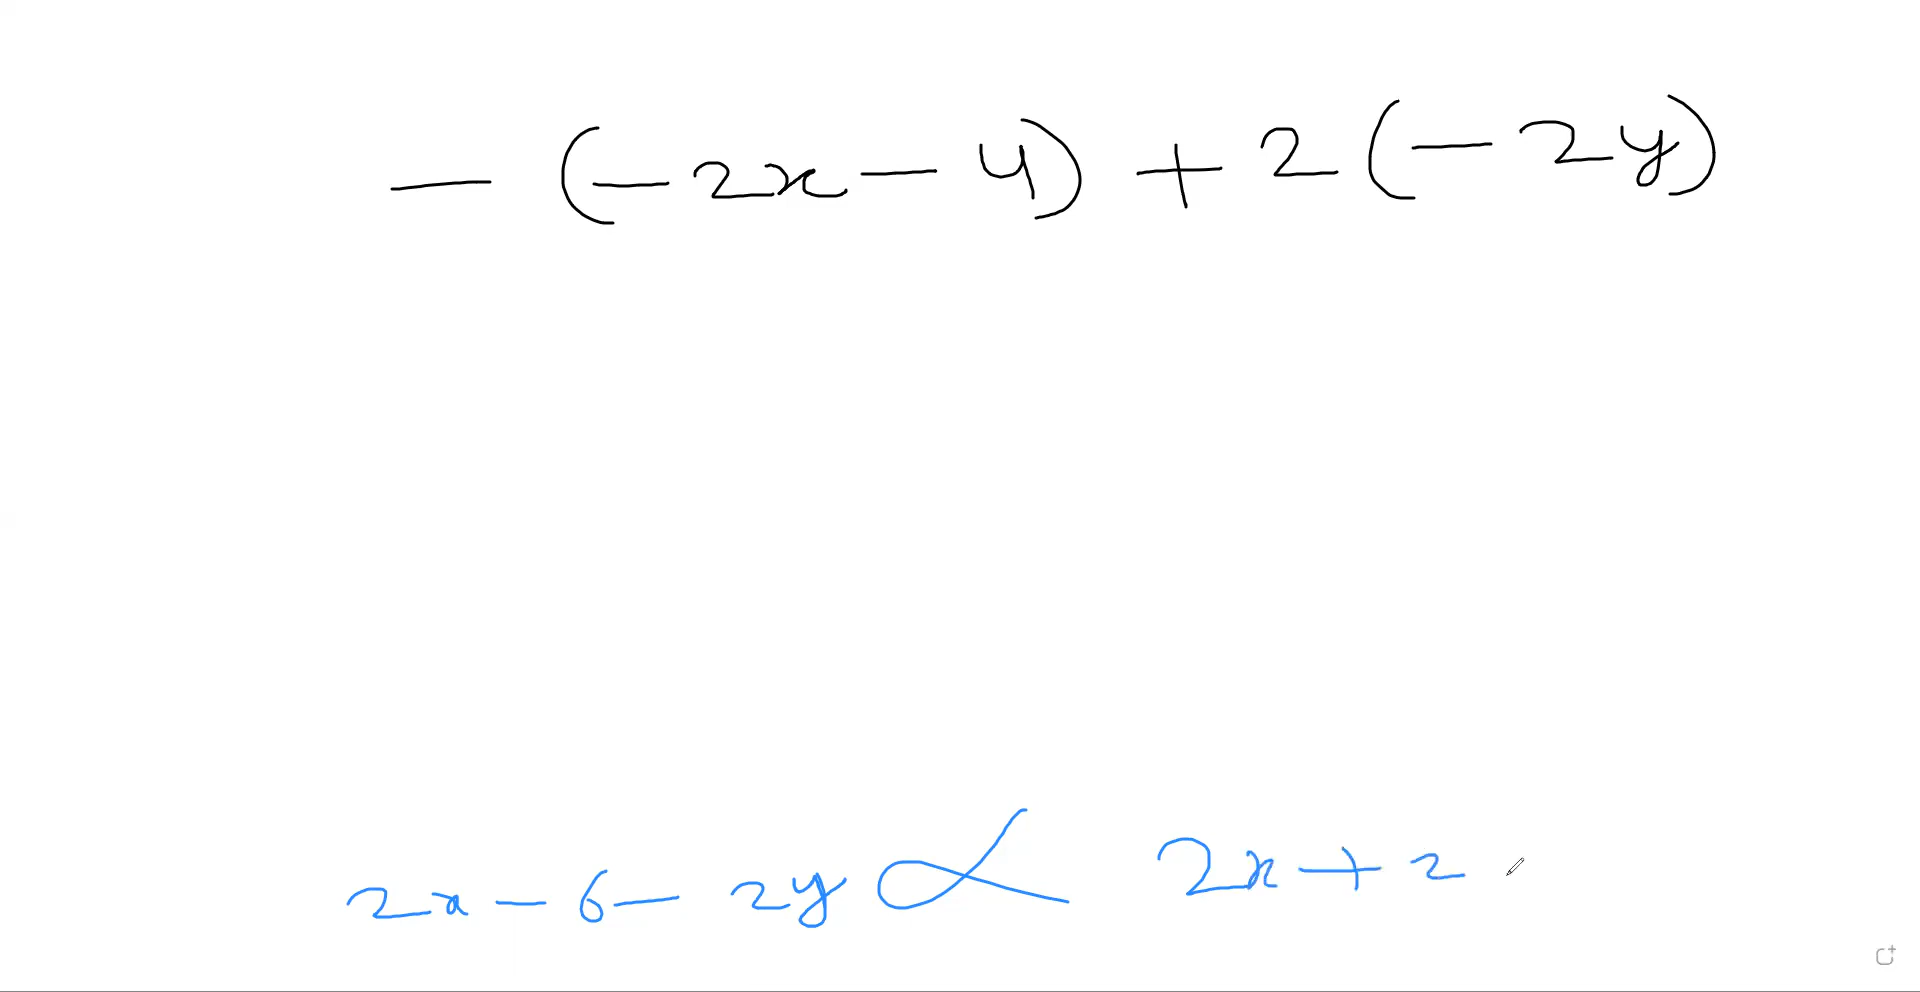 - (-2x - 4) + 2 (- 2y)
2x - 6 - 2y ∝ 2x + 2